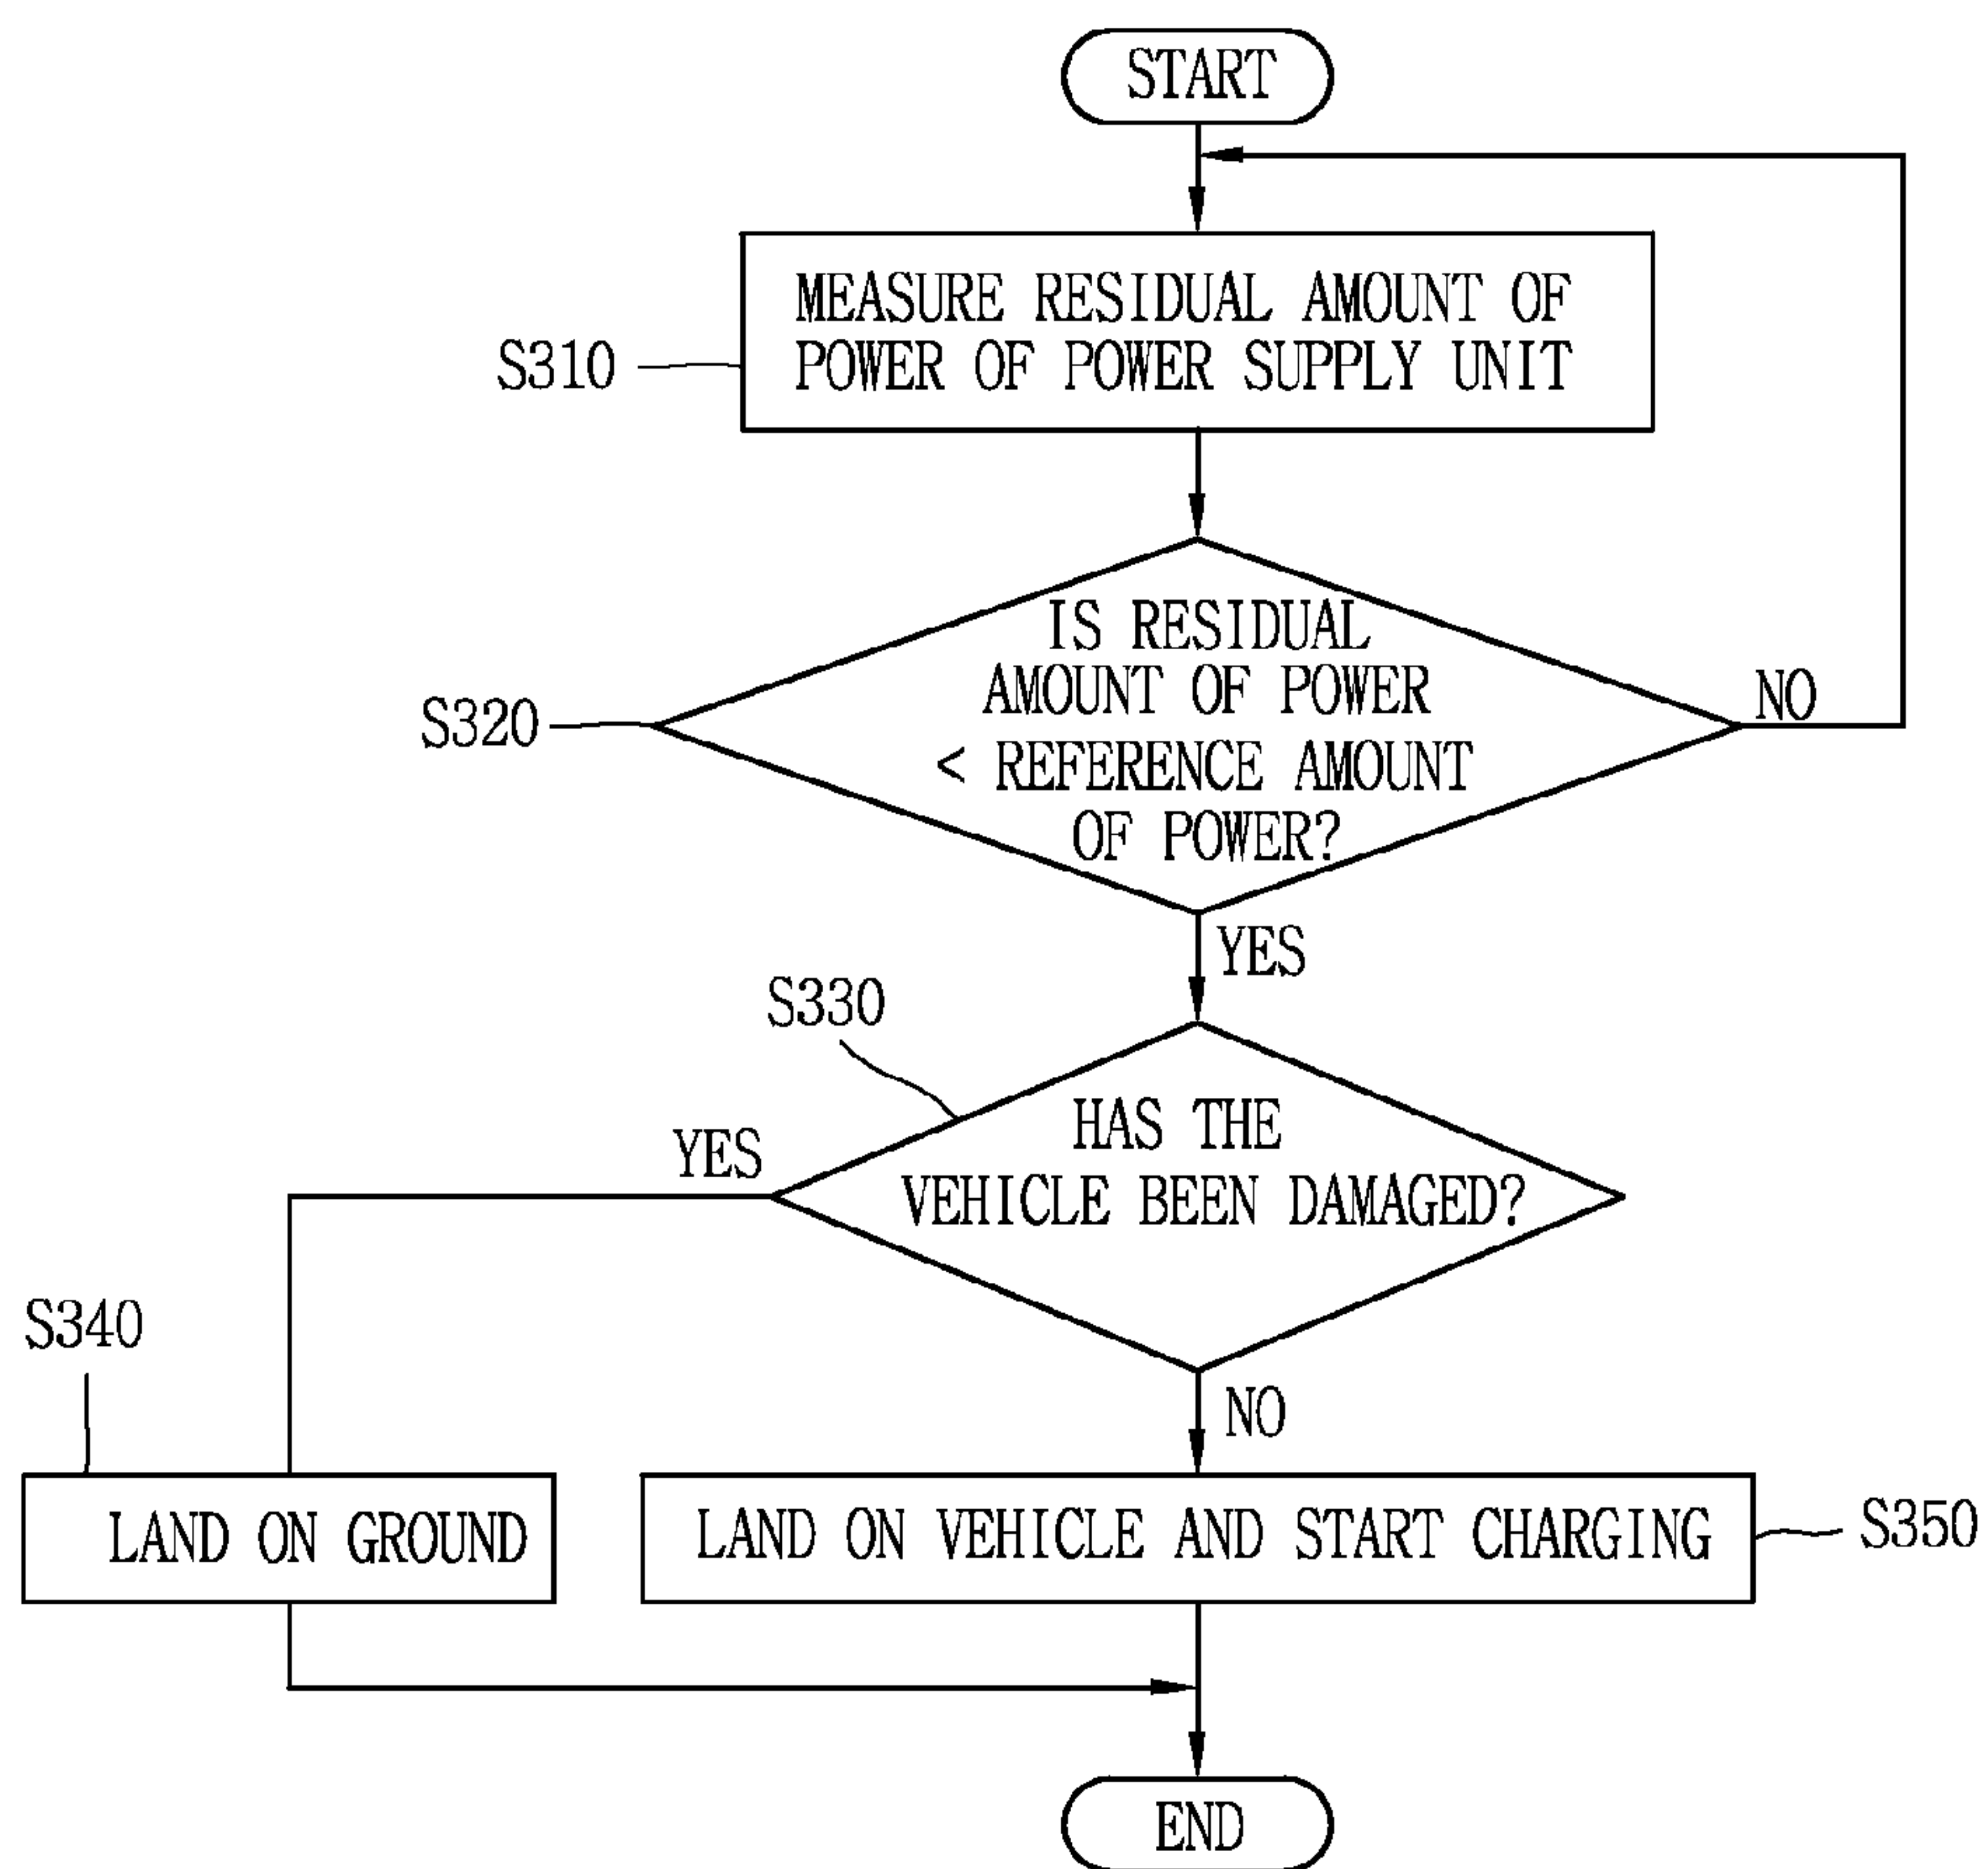 START
MEASURE RESIDUAL AMOUNT OF
POWER OF POWER SUPPLY UNIT
S310
IS RESIDUAL
AMOUNT OF POWER
< REFERENCE AMOUNT
OF POWER?
S320
NO
YES
S330
HAS THE
VEHICLE BEEN DAMAGED?
YES
NO
S340
LAND ON GROUND
LAND ON VEHICLE AND START CHARGING
S350
END